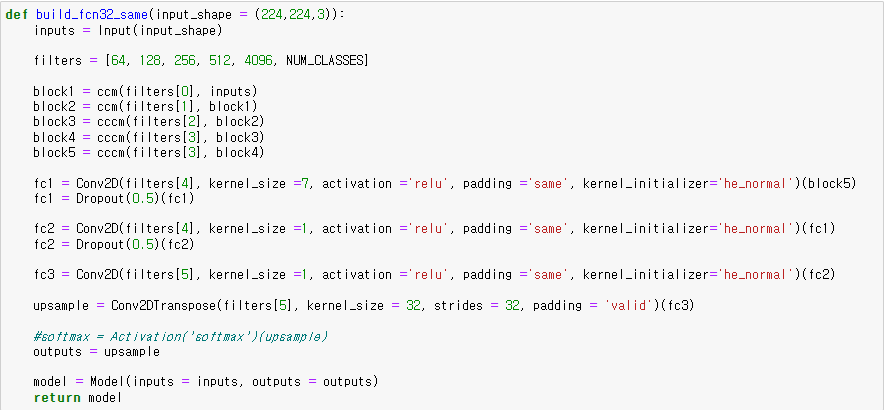 def build_fcn32_same(input_shape = (224,224,3)):
    inputs = Input(input_shape)
    filters = [64, 128, 256, 512, 4096, NUM_CLASSES]
    block1 = ccm(filters[0], inputs)
    block2 = ccm(filters[1], block1)
    block3 = cccm(filters[2], block2)
    block4 = cccm(filters[3], block3)
    block5 = cccm(filters[3], block4)
    fc1 = Conv2D(filters[4], kernel_size =7, activation ='relu', padding ='same', kernel_initializer='he_normal')(block5)
    fc1 = Dropout(0.5)(fc1)
    fc2 = Conv2D(filters[4], kernel_size =1, activation ='relu', padding ='same', kernel_initializer='he_normal')(fc1)
    fc2 = Dropout(0.5)(fc2)
    fc3 = Conv2D(filters[5], kernel_size =1, activation ='relu', padding ='same', kernel_initializer='he_normal')(fc2)
    upsample = Conv2DTranspose(filters[5], kernel_size = 32, strides = 32, padding = 'valid')(fc3)
    #softmax = Activation('softmax')(upsample)
    outputs = upsample
    model = Model(inputs = inputs, outputs = outputs)
    return model